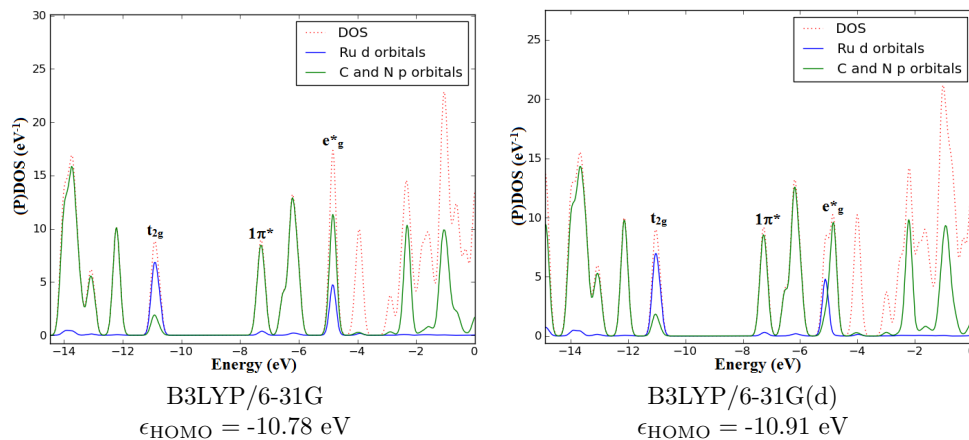 30
25
20
15
10
5
0
(P)DOS (eV⁻¹)
DOS
Ru d orbitals
C and N p orbitals
t₂g
1π*
e*g
−14 −12 −10 −8 −6 −4 −2 0
Energy (eV)
B3LYP/6-31G
ϵHOMO = -10.78 eV
25
20
15
10
5
0
(P)DOS (eV⁻¹)
DOS
Ru d orbitals
C and N p orbitals
t₂g
1π*
e*g
−14 −12 −10 −8 −6 −4 −2
Energy (eV)
B3LYP/6-31G(d)
ϵHOMO = -10.91 eV